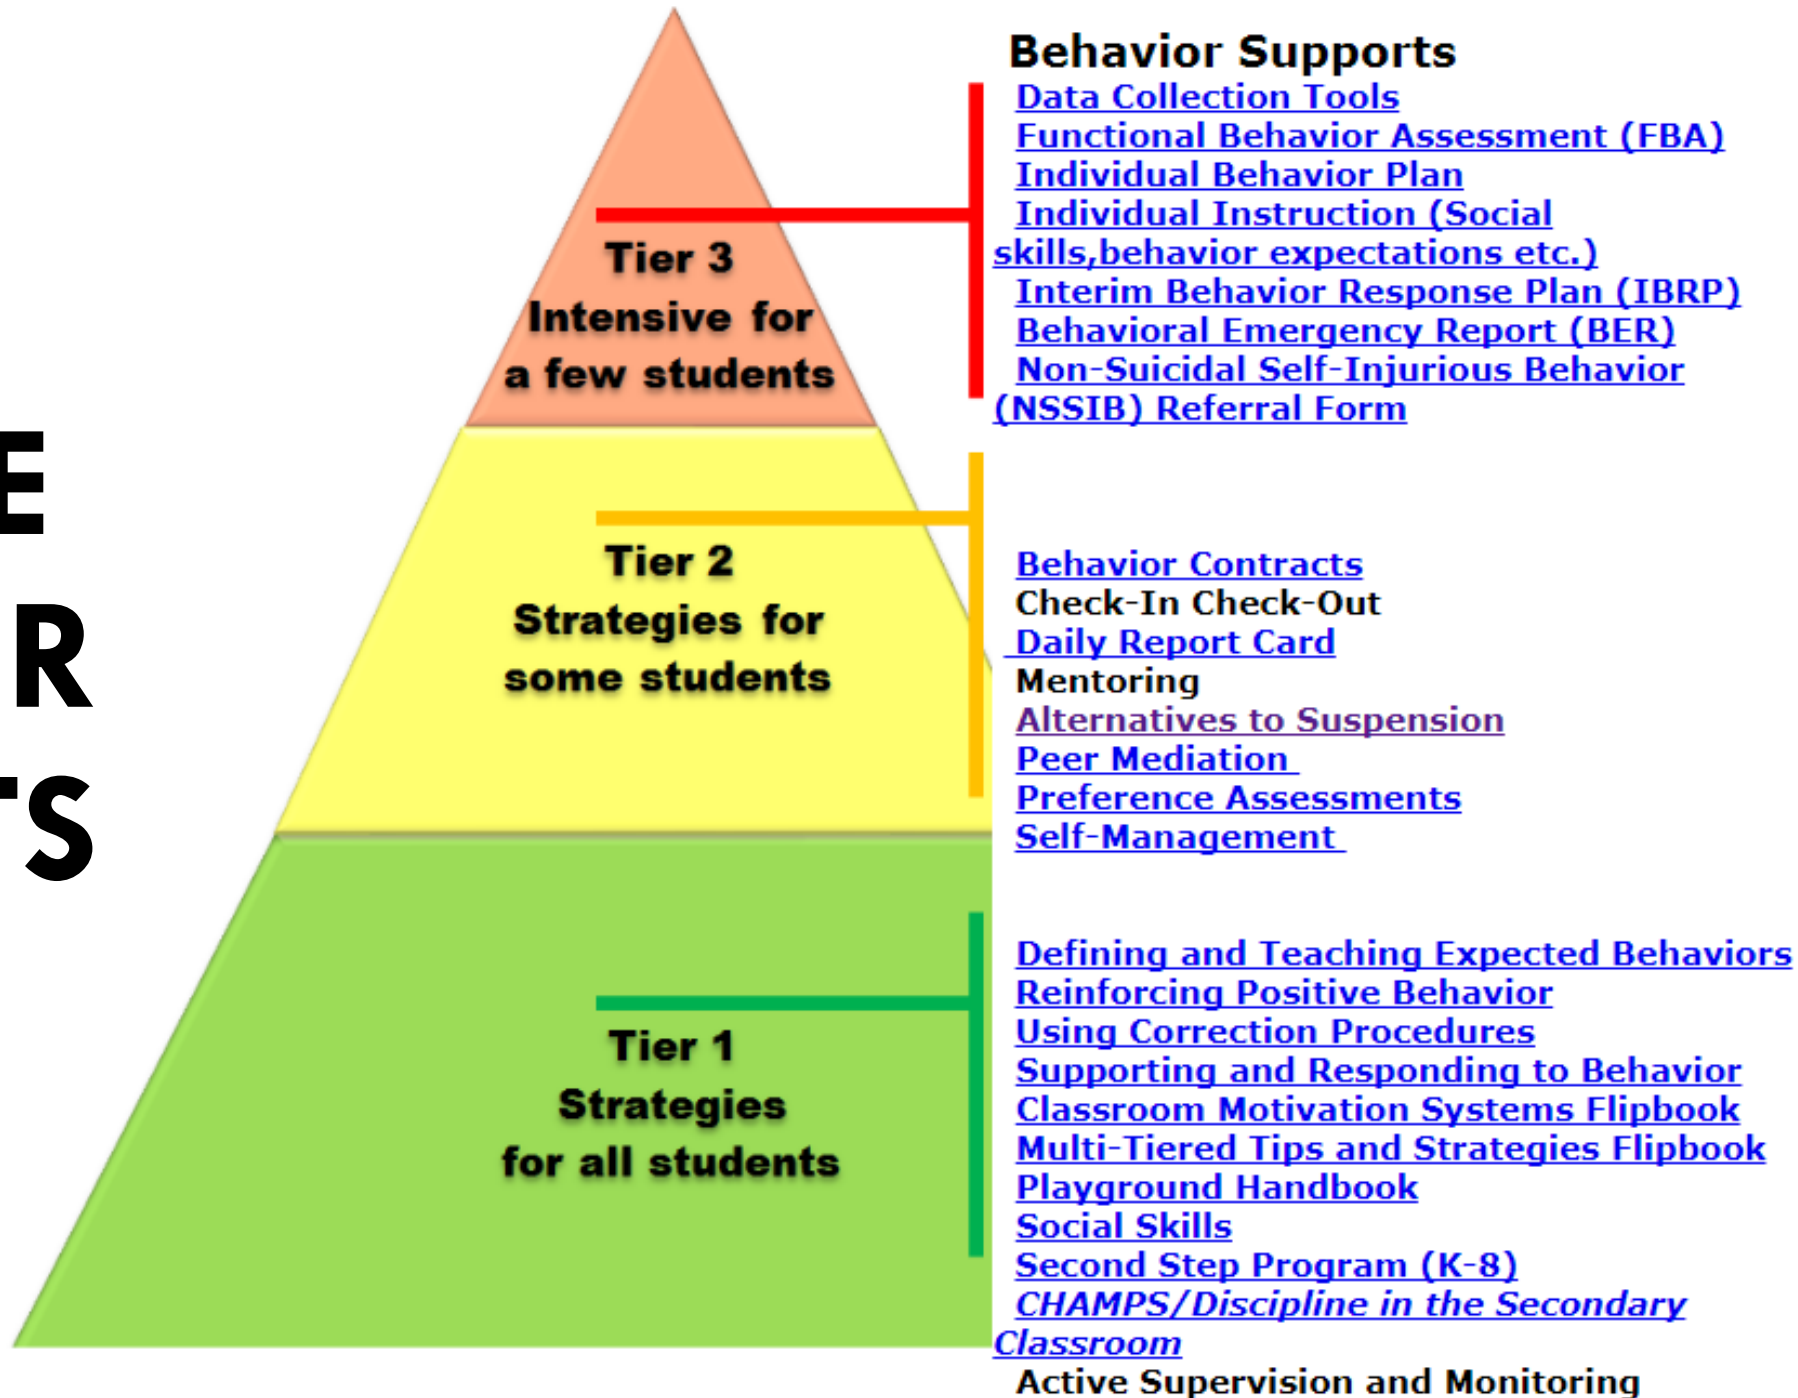 E
R
TS
Tier 3
Intensive for
a few students
Tier 2
Strategies for
some students
Tier 1
Strategies
for all students
Behavior Supports
Data Collection Tools
Functional Behavior Assessment (FBA)
Individual Behavior Plan
Individual Instruction (Social
skills,behavior expectations etc.)
Interim Behavior Response Plan (IBRP)
Behavioral Emergency Report (BER)
Non-Suicidal Self-Injurious Behavior
(NSSIB) Referral Form
Behavior Contracts
Check-In Check-Out
Daily Report Card
Mentoring
Alternatives to Suspension
Peer Mediation
Preference Assessments
Self-Management
Defining and Teaching Expected Behaviors
Reinforcing Positive Behavior
Using Correction Procedures
Supporting and Responding to Behavior
Classroom Motivation Systems Flipbook
Multi-Tiered Tips and Strategies Flipbook
Playground Handbook
Social Skills
Second Step Program (K-8)
CHAMPS/Discipline in the Secondary
Classroom
Active Supervision and Monitoring